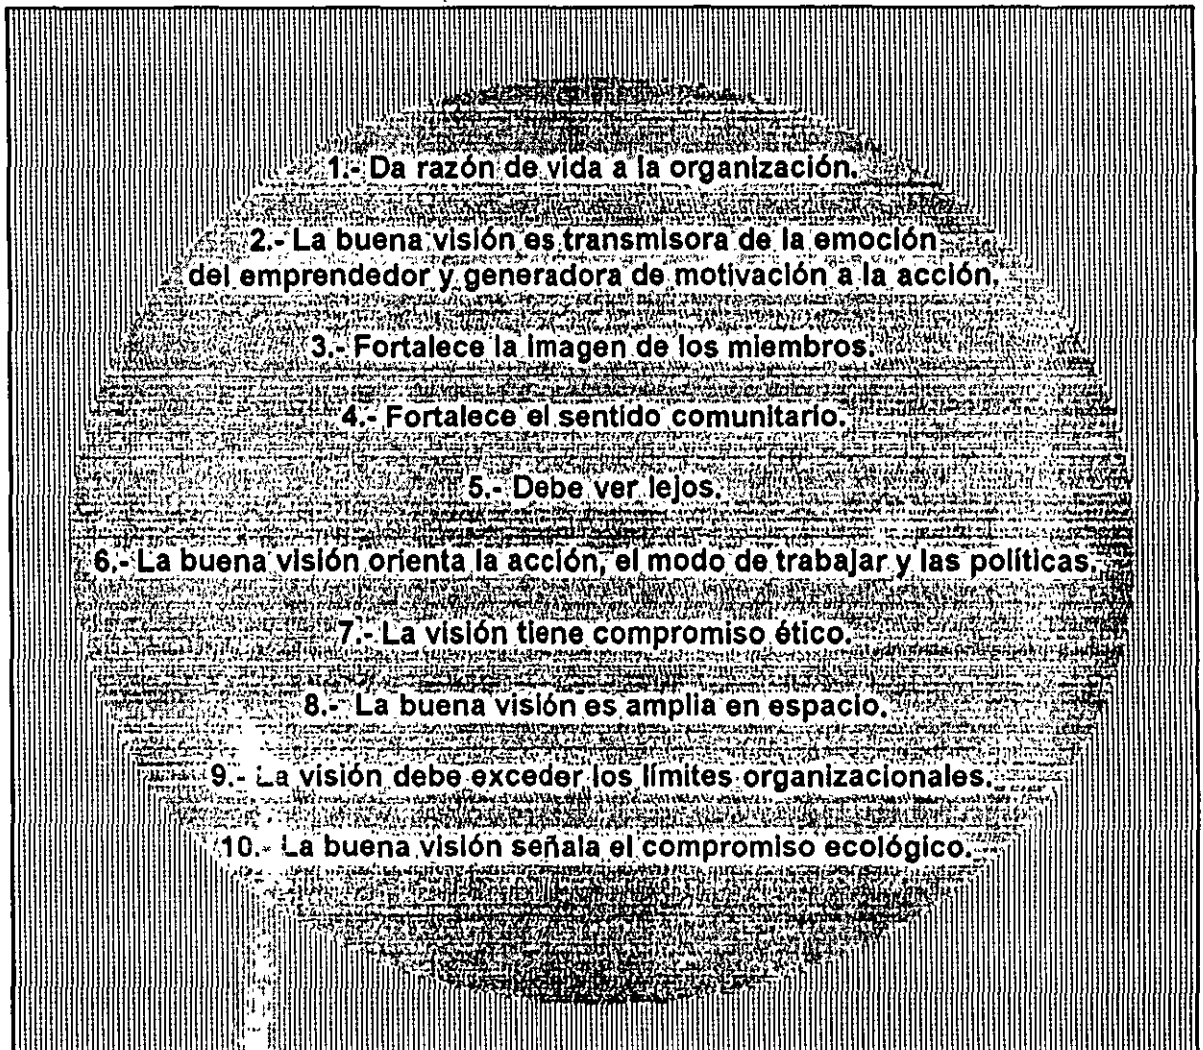 1.- Da razón de vida a la organización.
2.- La buena visión es transmisora de la emoción
del emprendedor y generadora de motivación a la acción.
3.- Fortalece la imagen de los miembros.
4.- Fortalece el sentido comunitario.
5.- Debe ver lejos.
6.- La buena visión orienta la acción, el modo de trabajar y las políticas.
7.- La visión tiene compromiso ético.
8.- La buena visión es amplia en espacio.
9.- La visión debe exceder los límites organizacionales.
10.- La buena visión señala el compromiso ecológico.